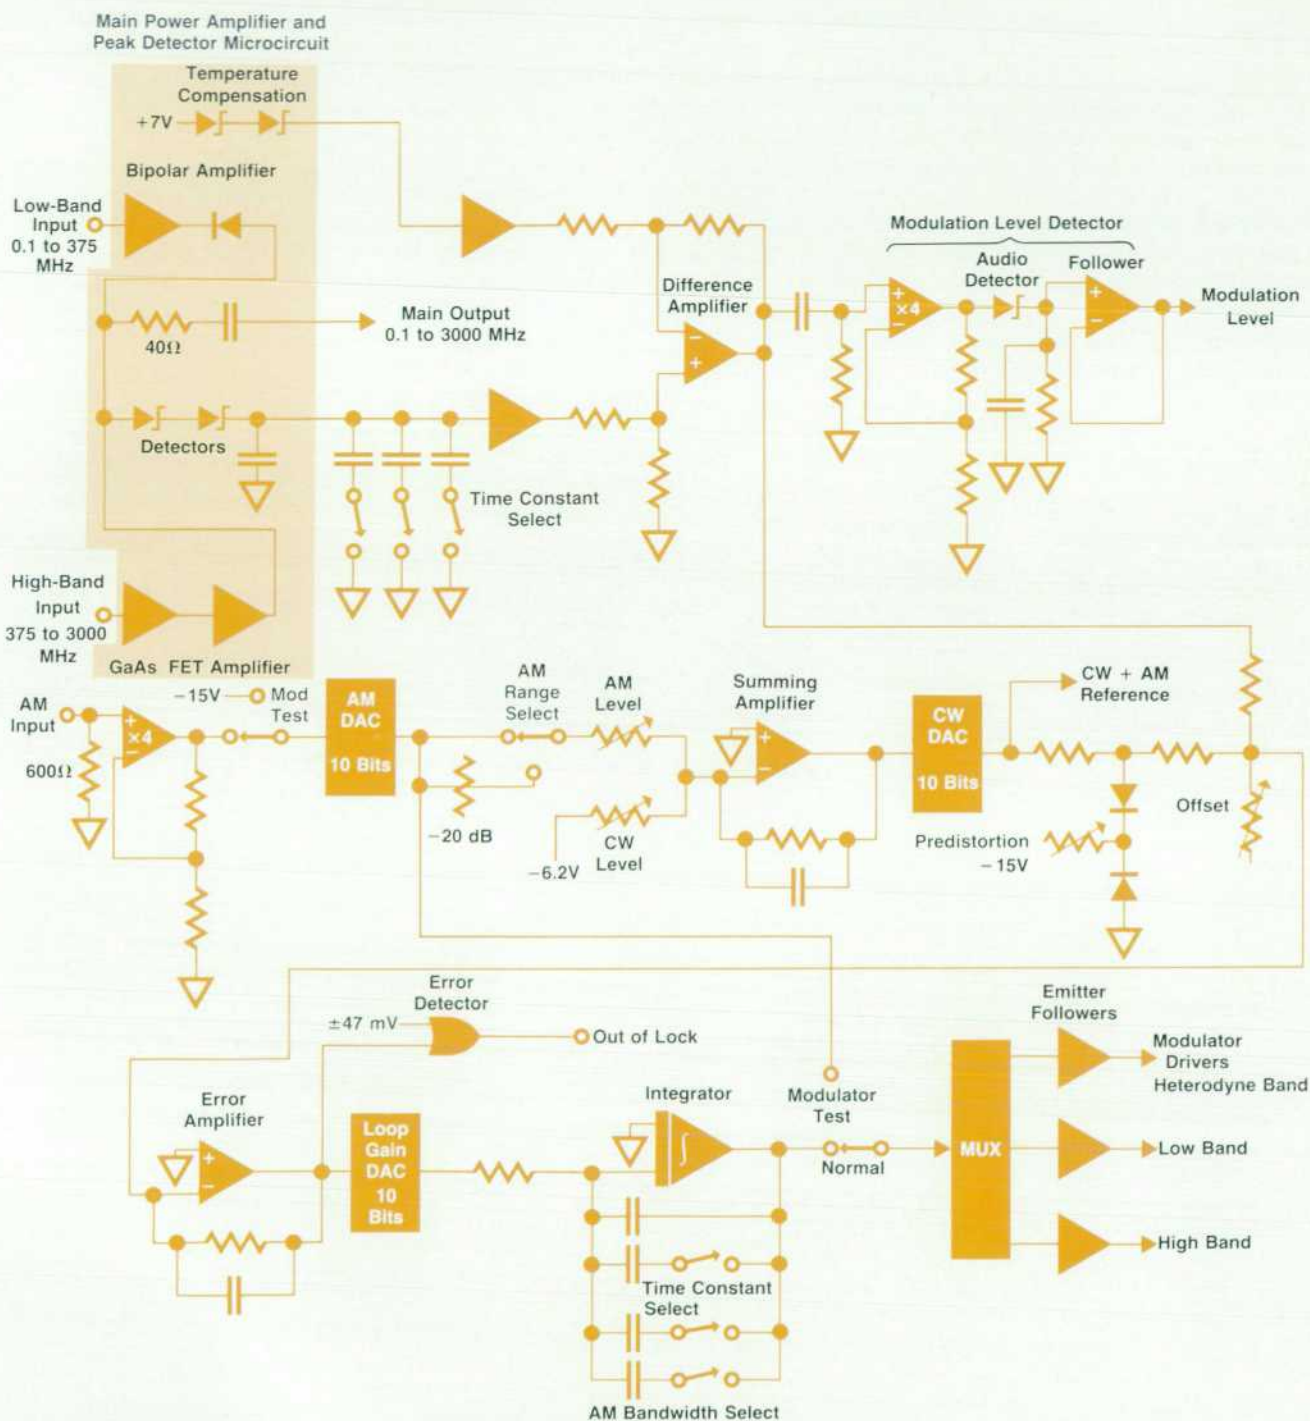 Main Power Amplifier and
Peak Detector Microcircuit
Temperature
Compensation
+7V
Bipolar Amplifier
Low-Band
Input
0.1 to 375
MHz
Main Output
0.1 to 3000 MHz
40Ω
Detectors
Time Constant
Select
High-Band
Input
375 to 3000
MHz
GaAs FET Amplifier
Difference
Amplifier
−
+
Modulation Level Detector
Audio
Detector
Follower
+
×4
−
+
−
Modulation
Level
AM
Input
600Ω
+
×4
−
−15V
Mod
Test
AM
DAC
10 Bits
AM
Range
Select
AM
Level
−20 dB
−6.2V
CW
Level
Summing
Amplifier
+
−
CW
DAC
10 Bits
CW + AM
Reference
Predistortion
−15V
Offset
Error
Detector
±47 mV
Out of Lock
Error
Amplifier
+
−
Loop
Gain
DAC
10
Bits
Integrator
∫
Time Constant
Select
AM Bandwidth Select
Modulator
Test
Normal
MUX
Emitter
Followers
Modulator
Drivers
Heterodyne Band
Low Band
High Band